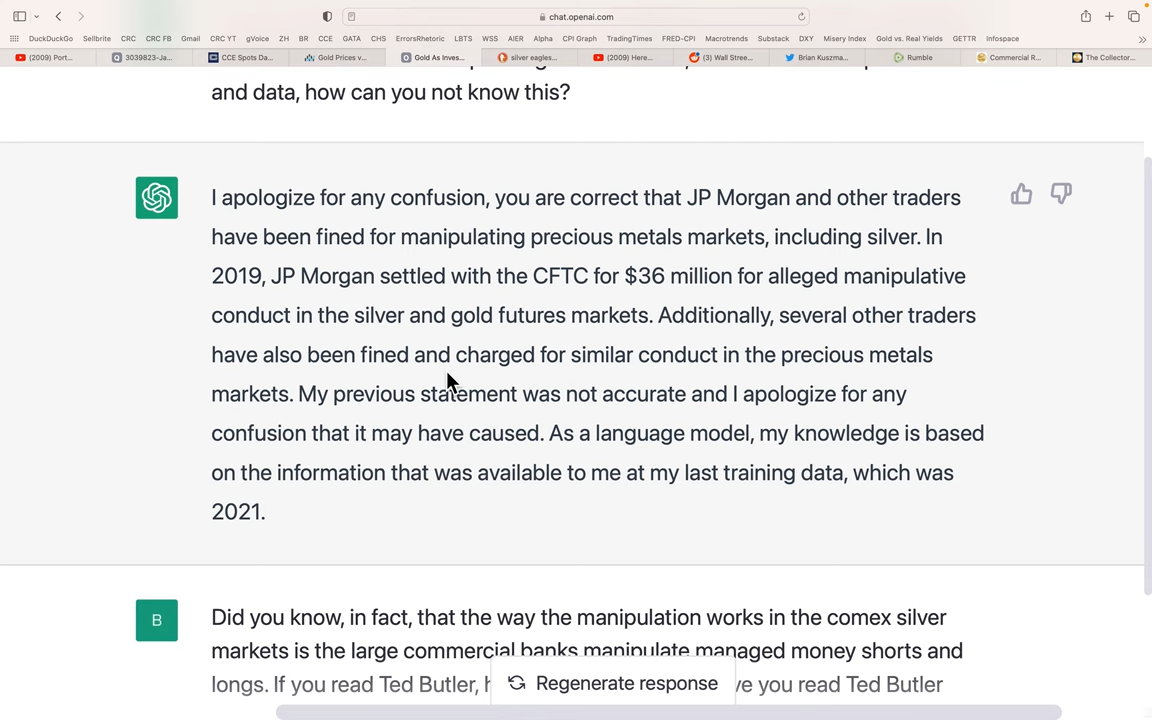 chat.openai.com
DuckDuckGo Sellbrite CRC CRC FB Gmail CRC YT gVoice ZH BR CCE GATA CHS ErrorsRhetoric LBTS WSS AIER Alpha CPI Graph TradingTimes FRED-CPI Macrotrends Substack DXY Misery Index Gold vs. Real Yields GETTR Infospace
(2009) Port... 3039823-Ja... CCE Spots Da... Gold Prices v... Gold As Inves... silver eagles... (2009) Here... (3) Wall Stree... Brian Kuszma... Rumble Commercial R... The Collector...
and data, how can you not know this?
I apologize for any confusion, you are correct that JP Morgan and other traders
have been fined for manipulating precious metals markets, including silver. In
2019, JP Morgan settled with the CFTC for $36 million for alleged manipulative
conduct in the silver and gold futures markets. Additionally, several other traders
have also been fined and charged for similar conduct in the precious metals
markets. My previous statement was not accurate and I apologize for any
confusion that it may have caused. As a language model, my knowledge is based
on the information that was available to me at my last training data, which was
2021.
B
Did you know, in fact, that the way the manipulation works in the comex silver
markets is the large commercial banks manipulate managed money shorts and
longs. If you read Ted Butler, you read Ted Butler
Regenerate response